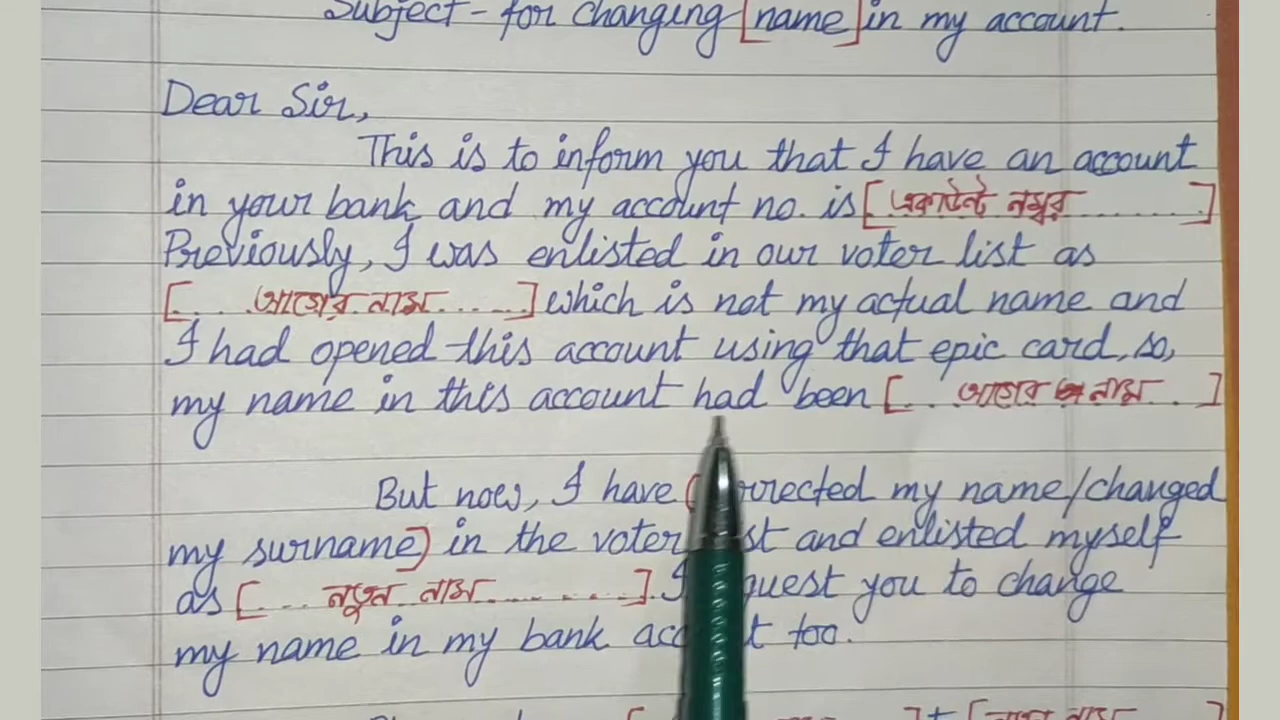 Subject - for changing [name] in my account.
Dear Sir,
This is to inform you that I have an account
in your bank and my account no. is [ একাউন্ট নম্বর ........]
Previously, I was enlisted in our voter list as
[... আগের নাম ......] which is not my actual name and
I had opened this account using that epic card, so,
my name in this account had been [.. আগের নাম ..]
But now, I have (corrected my name/changed
my surname) in the voter list and enlisted myself
as [... নতুন নাম .......]. I request you to change
my name in my bank account too.